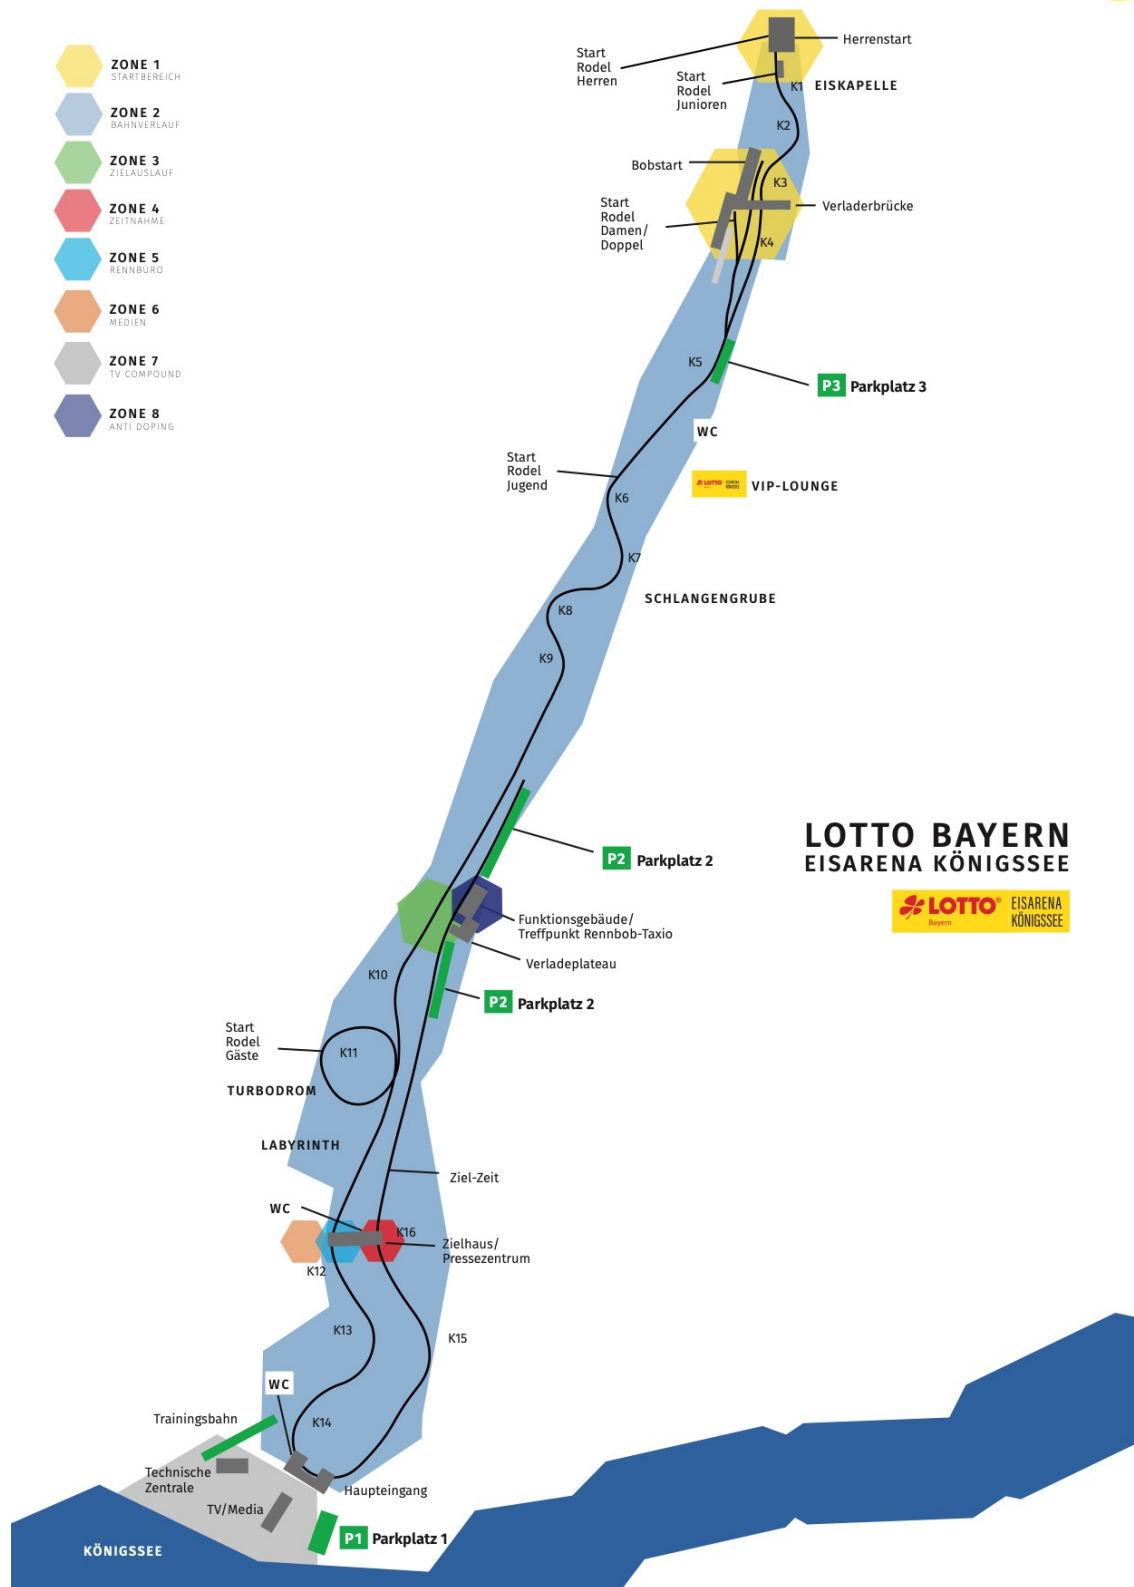 ZONE 1
STARTBEREICH
ZONE 2
BAHNVERLAUF
ZONE 3
ZIELAUSLAUF
ZONE 4
ZEITNAHME
ZONE 5
RENNBÜRO
ZONE 6
MEDIEN
ZONE 7
TV COMPOUND
ZONE 8
ANTI DOPING
Herrenstart
Start
Rodel
Herren
Start
Rodel
Junioren
K1
EISKAPELLE
K2
Bobstart
K3
Start
Rodel
Damen/
Doppel
Verladerbrücke
K4
K5
P3 Parkplatz 3
WC
Start
Rodel
Jugend
LOTTO
VIP-LOUNGE
K6
K7
SCHLANGENGRUBE
K8
K9
LOTTO BAYERN
EISARENA KÖNIGSSEE
LOTTO®
Bayern
EISARENA
KÖNIGSSEE
P2 Parkplatz 2
Funktionsgebäude/
Treffpunkt Rennbob-Taxio
Verladeplateau
K10
P2 Parkplatz 2
Start
Rodel
Gäste
K11
TURBODROM
LABYRINTH
Ziel-Zeit
WC
K16
Zielhaus/
Pressezentrum
K12
K13
K15
WC
Trainingsbahn
K14
Technische
Zentrale
Haupteingang
TV/Media
P1 Parkplatz 1
KÖNIGSSEE